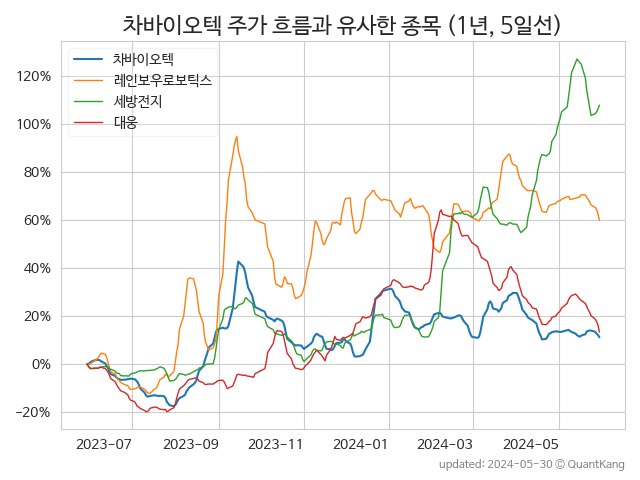 차바이오텍 주가 흐름과 유사한 종목 (1년, 5일선)
차바이오텍
레인보우로보틱스
세방전지
대웅
120%
100%
80%
60%
40%
20%
0%
−20%
2023-07 2023-09 2023-11 2024-01 2024-03 2024-05
updated: 2024-05-30 © QuantKang